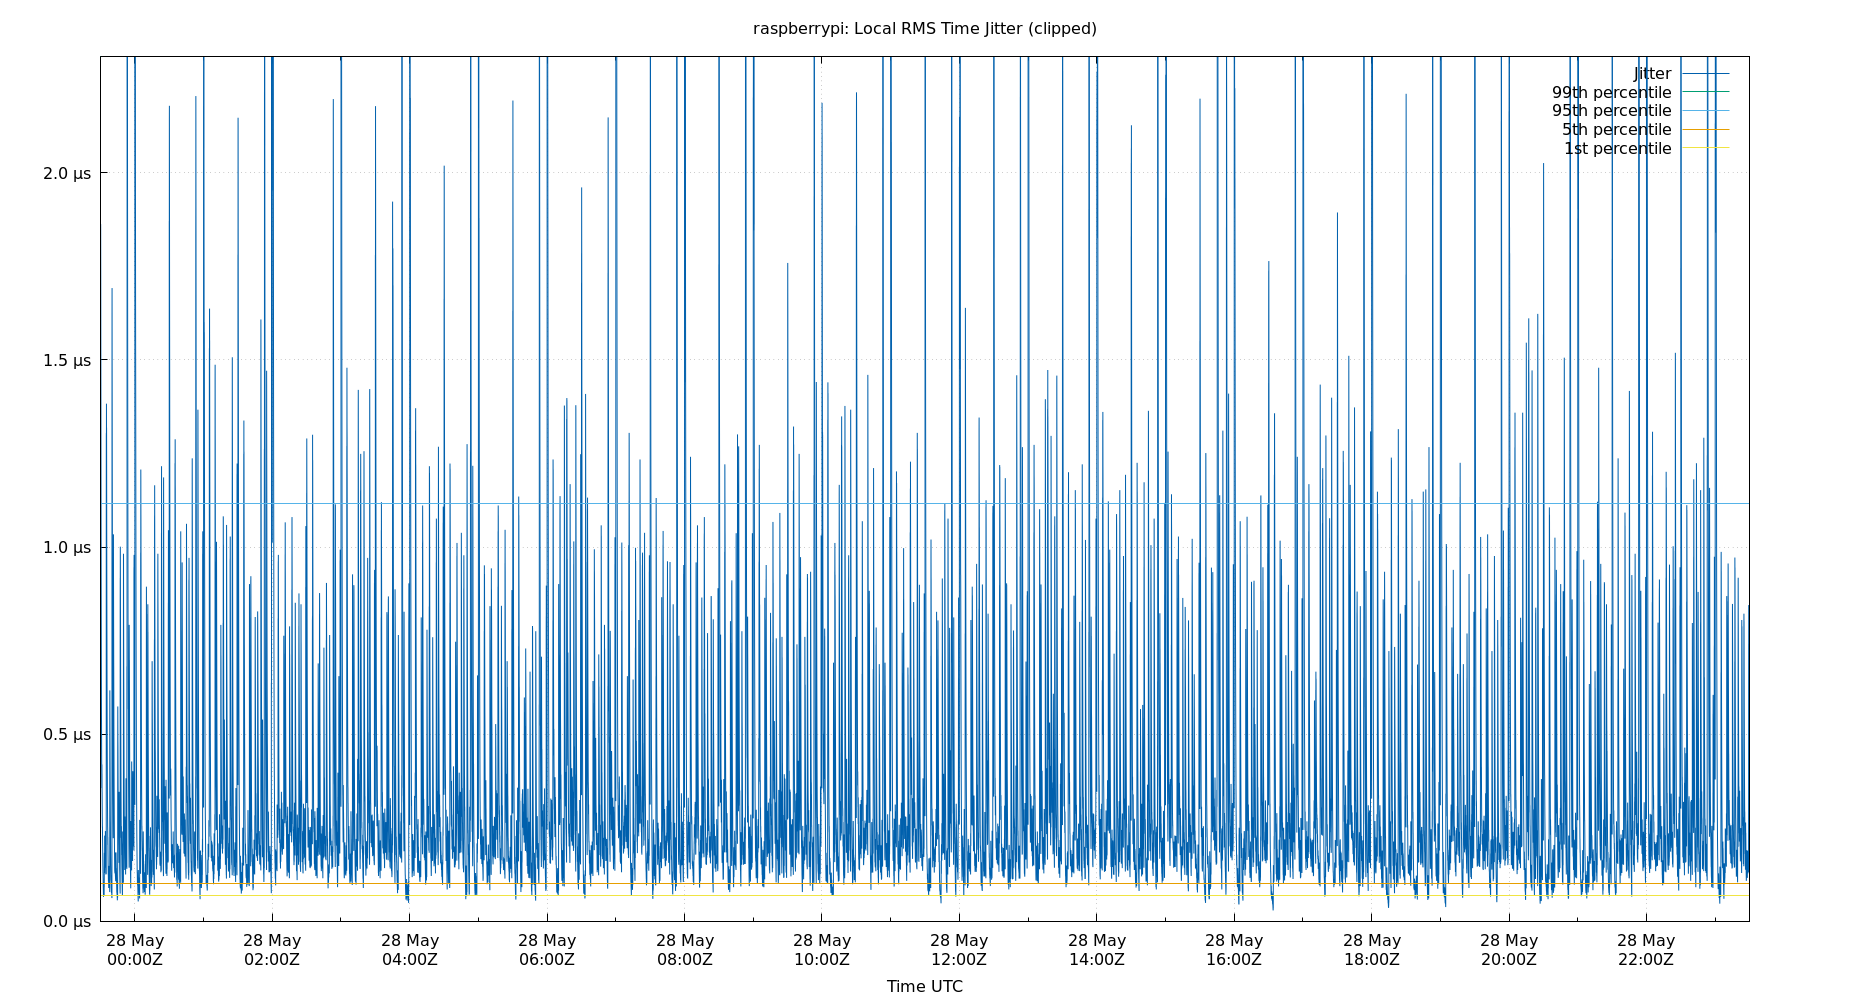 raspberrypi: Local RMS Time Jitter (clipped)
Jitter
99th percentile
95th percentile
5th percentile
1st percentile
2.0 µs
1.5 µs
1.0 µs
0.5 µs
0.0 µs
28 May 28 May 28 May 28 May 28 May 28 May 28 May 28 May 28 May 28 May 28 May 28 May
00:00Z 02:00Z 04:00Z 06:00Z 08:00Z 10:00Z 12:00Z 14:00Z 16:00Z 18:00Z 20:00Z 22:00Z
Time UTC